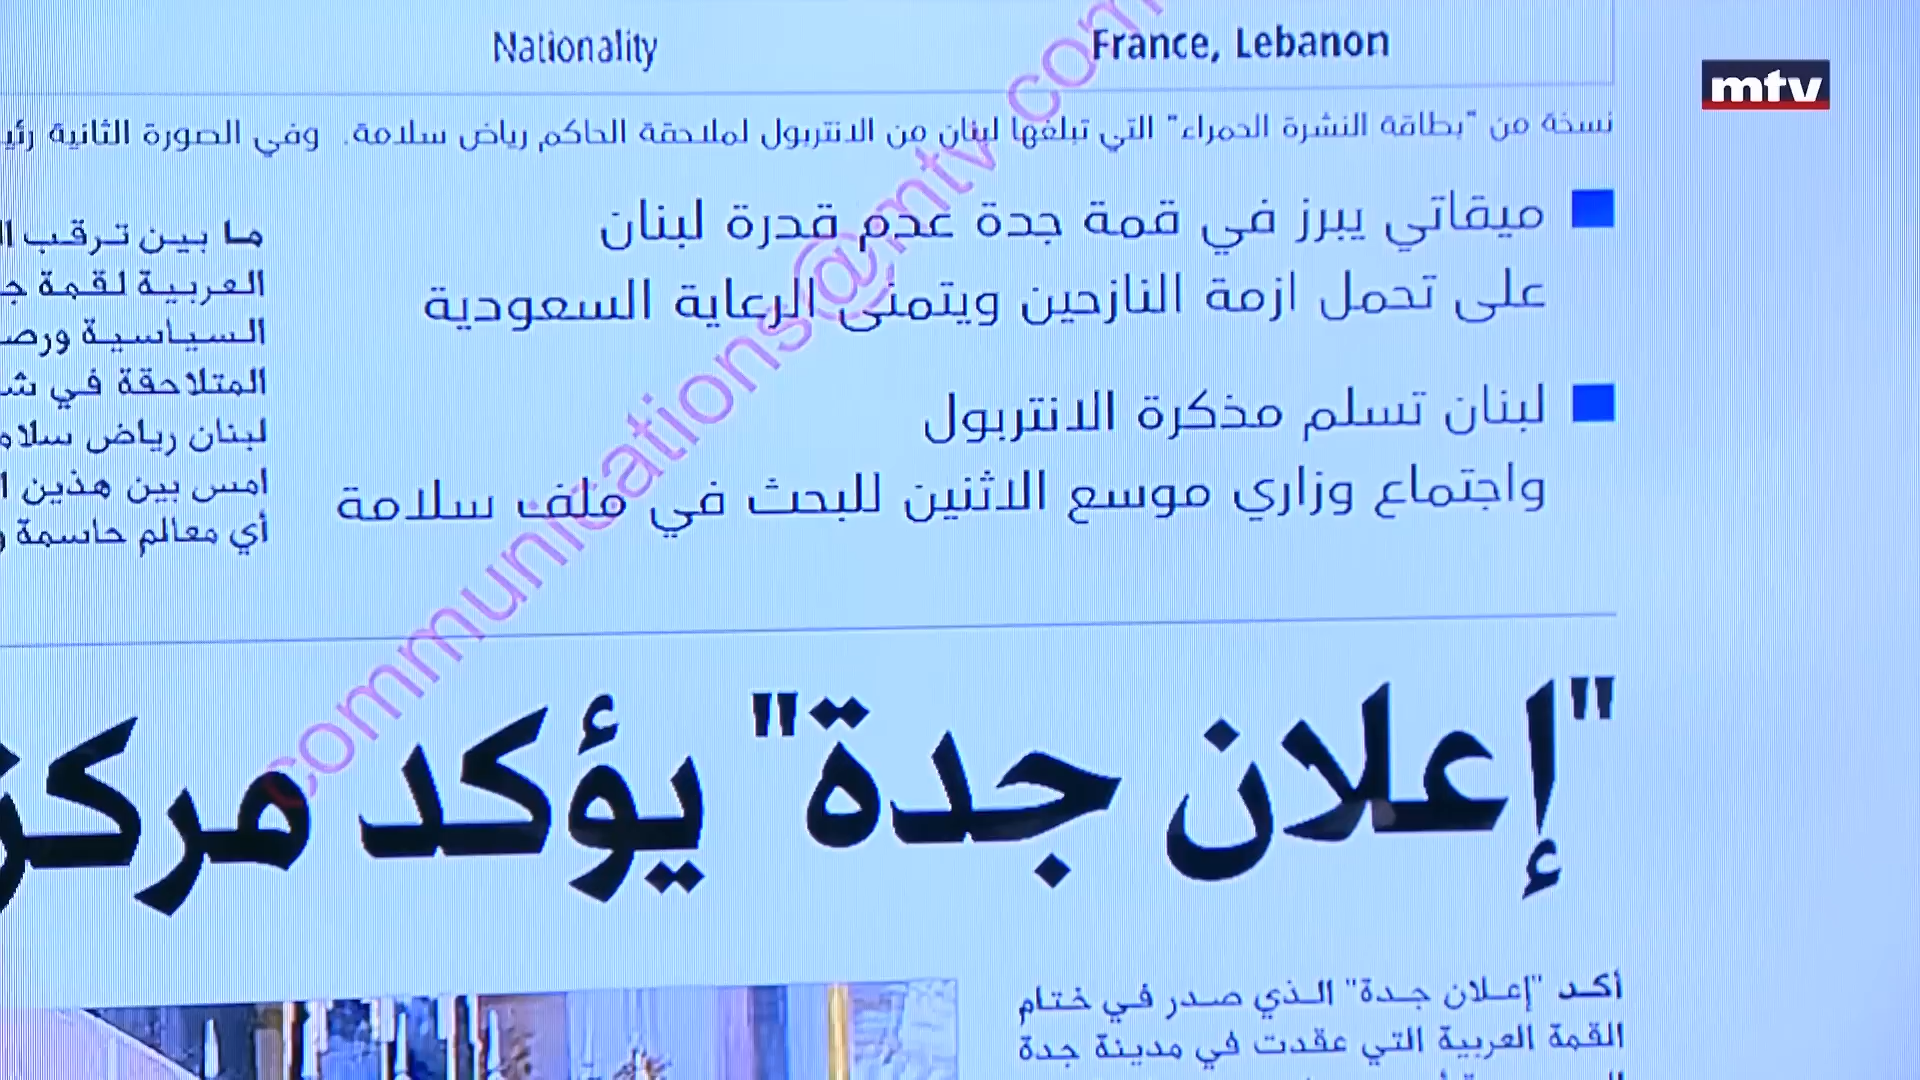 Nationality France, Lebanon
mtv
نسخة من "بطاقة النشرة الحمراء" التي تبلغها لبنان من الانتربول لملاحقة الحاكم رياض سلامة. وفي الصورة الثانية
ميقاتي يبرز في قمة جدة عدم قدرة لبنان
على تحمل ازمة النازحين ويتمنى الرعاية السعودية
لبنان تسلم مذكرة الانتربول
واجتماع وزاري موسع الاثنين للبحث في ملف سلامة
ما بين ترقب
العربية لقمة
السياسية
المتلاحقة في
لبنان رياض
امس بين هذين
أي معالم حاسمة
communications@mtv.com
"إعلان جدة" يؤكد
أكد "إعلان جدة" الذي صدر في ختام
القمة العربية التي عقدت في مدينة جدة